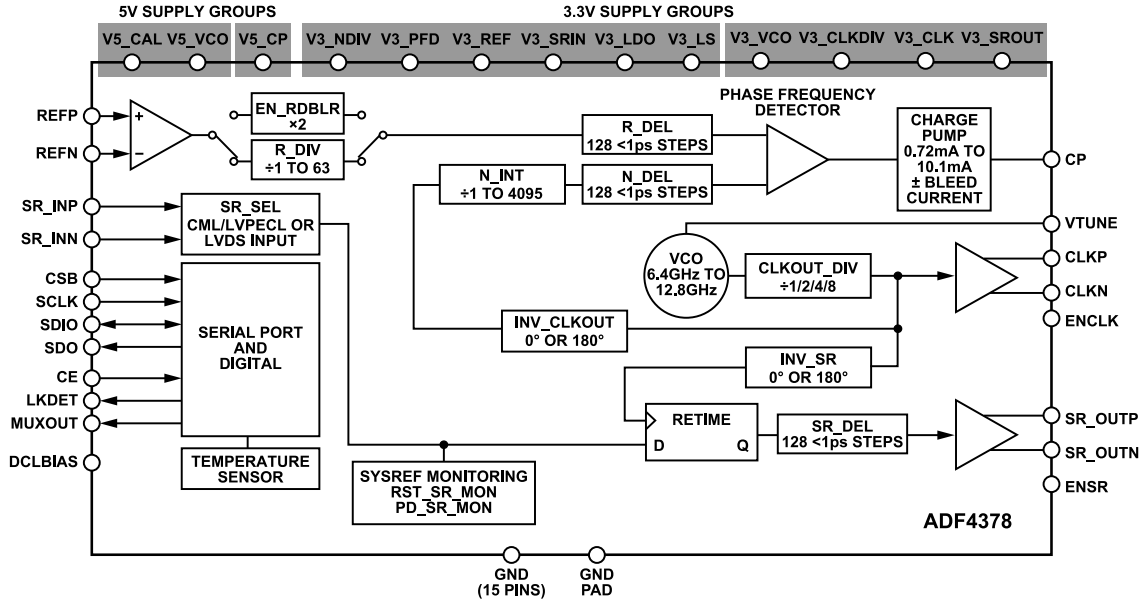 5V SUPPLY GROUPS
3.3V SUPPLY GROUPS
V5_CAL V5_VCO V5_CP V3_NDIV V3_PFD V3_REF V3_SRIN V3_LDO V3_LS V3_VCO V3_CLKDIV V3_CLK V3_SROUT
REFP
REFN
+
–
EN_RDBLR
×2
R_DIV
÷1 TO 63
R_DEL
128 <1ps STEPS
N_INT
÷1 TO 4095
N_DEL
128 <1ps STEPS
PHASE FREQUENCY
DETECTOR
CHARGE
PUMP
0.72mA TO
10.1mA
± BLEED
CURRENT
CP
SR_INP
SR_INN
SR_SEL
CML/LVPECL OR
LVDS INPUT
VTUNE
VCO
6.4GHz TO
12.8GHz
CLKOUT_DIV
÷1/2/4/8
CLKP
CLKN
ENCLK
CSB
SCLK
SDIO
SDO
CE
LKDET
MUXOUT
SERIAL PORT
AND
DIGITAL
INV_CLKOUT
0° OR 180°
INV_SR
0° OR 180°
RETIME
D
Q
SR_DEL
128 <1ps STEPS
SR_OUTP
SR_OUTN
ENSR
DCLBIAS
TEMPERATURE
SENSOR
SYSREF MONITORING
RST_SR_MON
PD_SR_MON
ADF4378
GND
(15 PINS)
GND
PAD